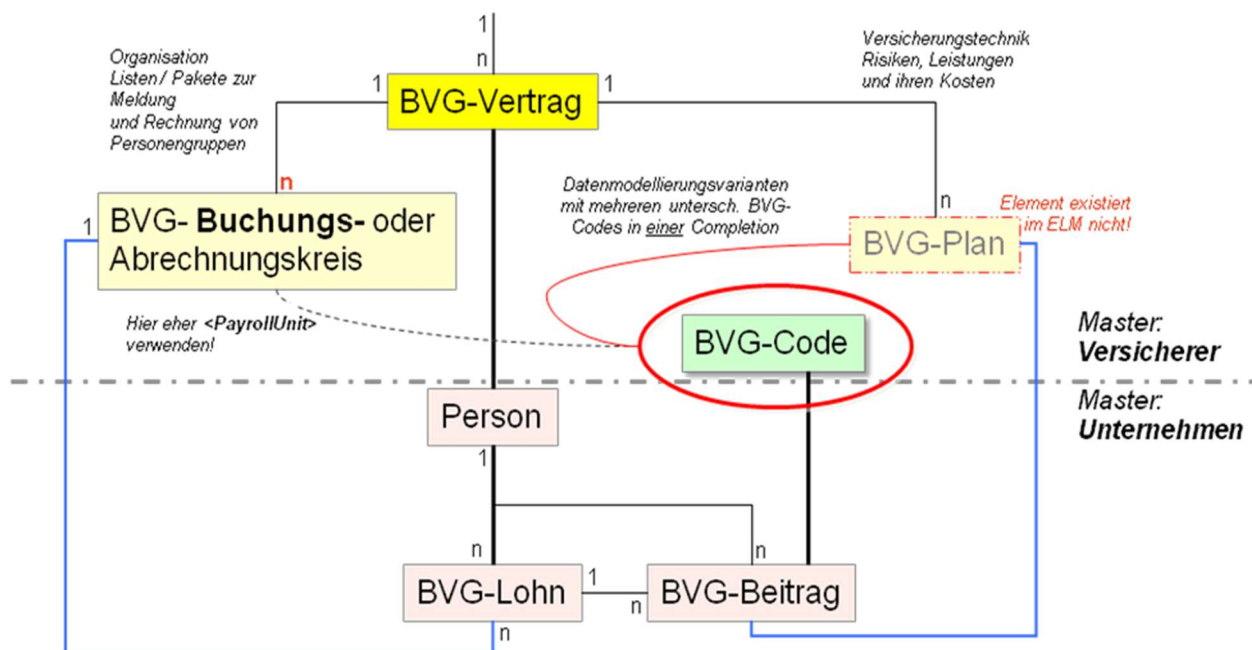 1
n
Organisation
Listen / Pakete zur
Meldung
und Rechnung von
Personengruppen
1
BVG-Vertrag
1
Versicherungstechnik
Risiken, Leistungen
und ihren Kosten
n
1
BVG- Buchungs- oder
Abrechnungskreis
Datenmodellierungsvarianten
mit mehreren untersch. BVG-
Codes in einer Completion
n
Element existiert
im ELM nicht!
BVG-Plan
Hier eher <PayrollUnit>
verwenden!
BVG-Code
Master:
Versicherer
Person
Master:
Unternehmen
1
n
n
BVG-Lohn
1
n
BVG-Beitrag
n